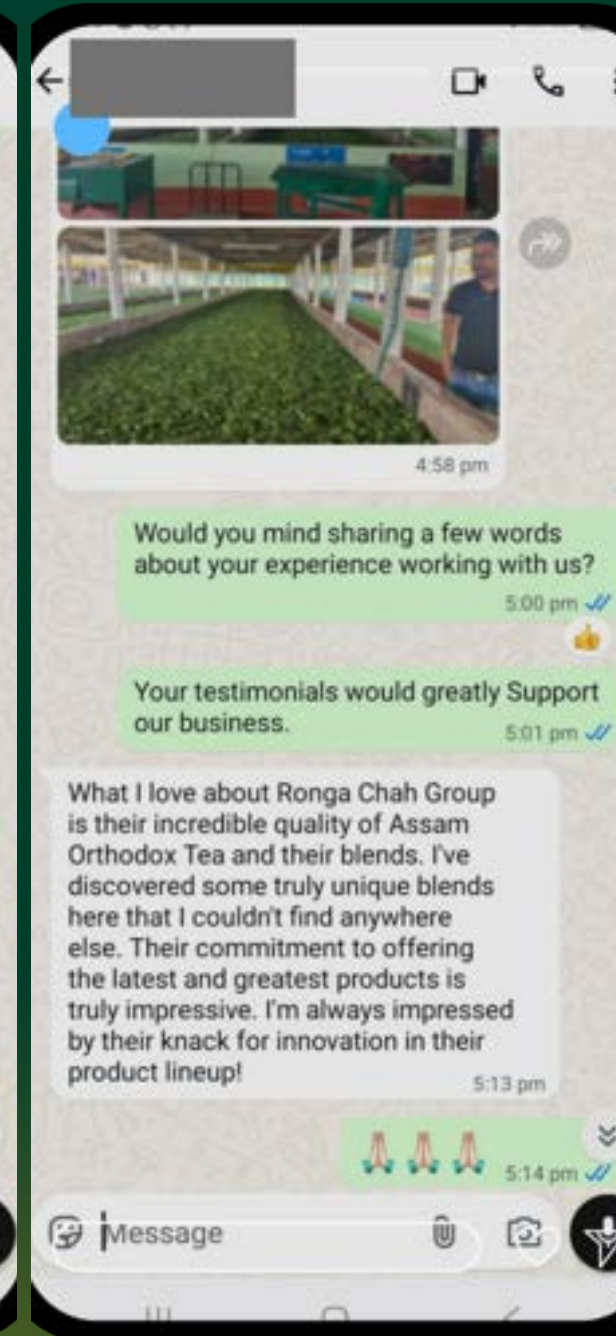 4:58 pm
Would you mind sharing a few words
about your experience working with us?
5:00 pm
Your testimonials would greatly Support
our business.
5:01 pm
What I love about Ronga Chah Group
is their incredible quality of Assam
Orthodox Tea and their blends. I've
discovered some truly unique blends
here that I couldn't find anywhere
else. Their commitment to offering
the latest and greatest products is
truly impressive. I'm always impressed
by their knack for innovation in their
product lineup!
5:13 pm
5:14 pm
Message